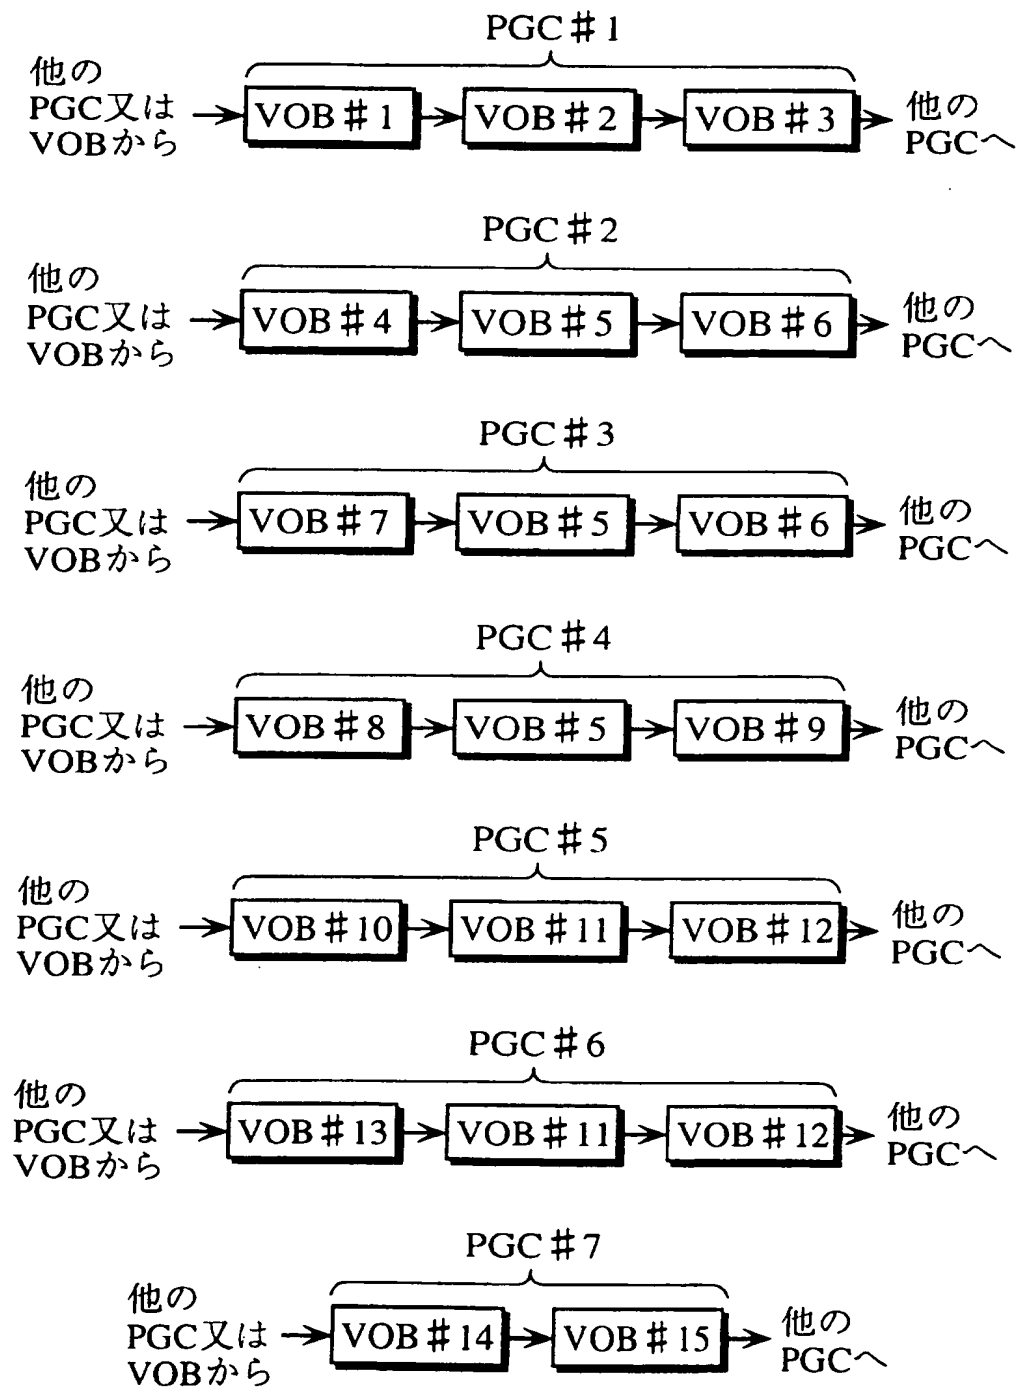 PGC♯1
他の
PGC又は
VOBから
VOB♯1
VOB♯2
VOB♯3
他の
PGCへ
PGC♯2
他の
PGC又は
VOBから
VOB♯4
VOB♯5
VOB♯6
他の
PGCへ
PGC♯3
他の
PGC又は
VOBから
VOB♯7
VOB♯5
VOB♯6
他の
PGCへ
PGC♯4
他の
PGC又は
VOBから
VOB♯8
VOB♯5
VOB♯9
他の
PGCへ
PGC♯5
他の
PGC又は
VOBから
VOB♯10
VOB♯11
VOB♯12
他の
PGCへ
PGC♯6
他の
PGC又は
VOBから
VOB♯13
VOB♯11
VOB♯12
他の
PGCへ
PGC♯7
他の
PGC又は
VOBから
VOB♯14
VOB♯15
他の
PGCへ